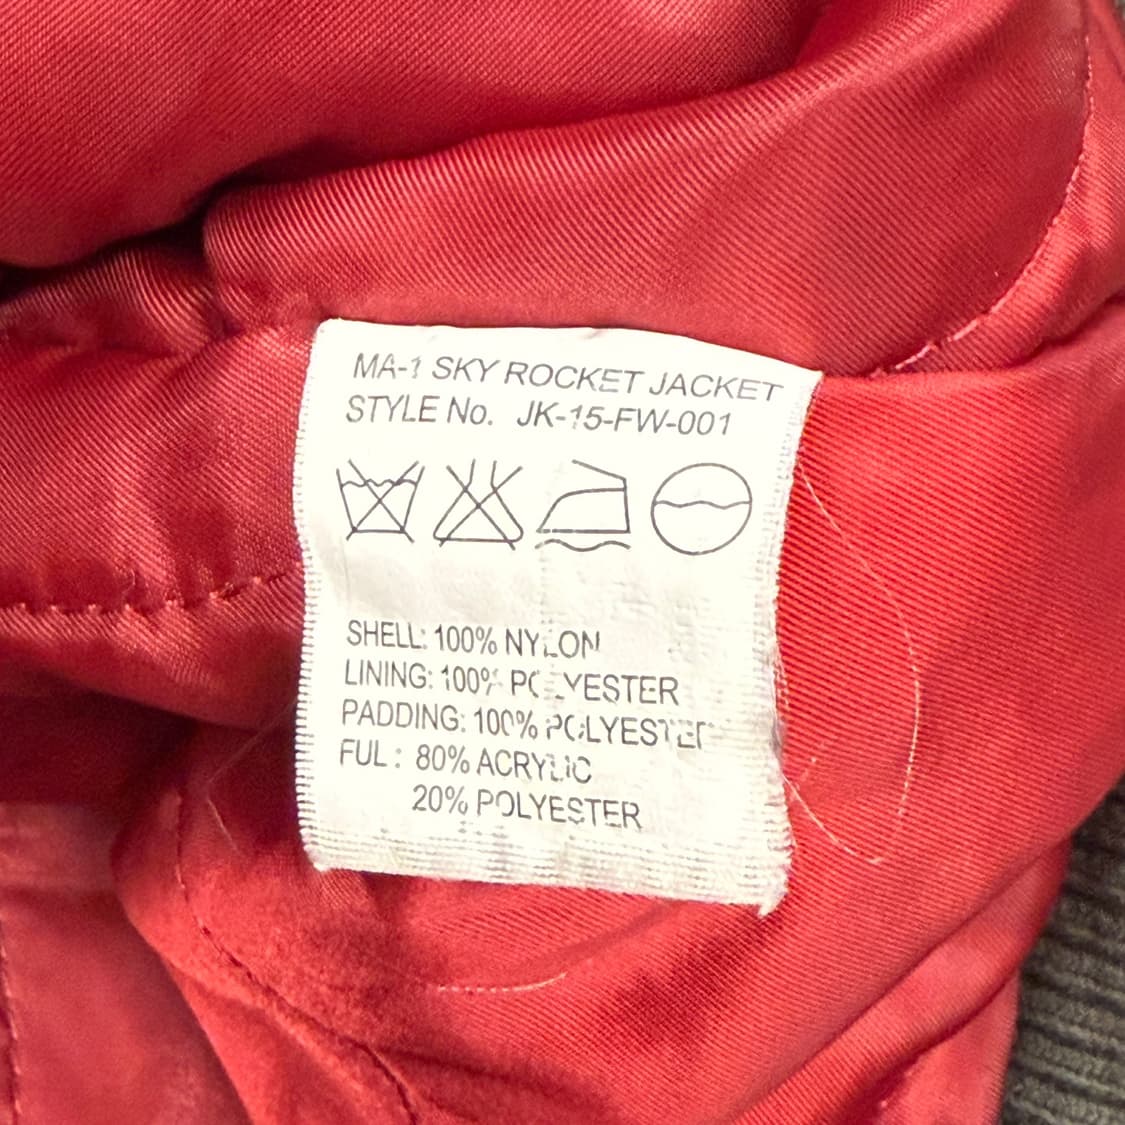 MA-1 SKY ROCKET JACKET
STYLE No. JK-15-FW-001
SHELL: 100% NYLON
LINING: 100% POLYESTER
PADDING: 100% POLYESTER
FUL : 80% ACRYLIC
20% POLYESTER